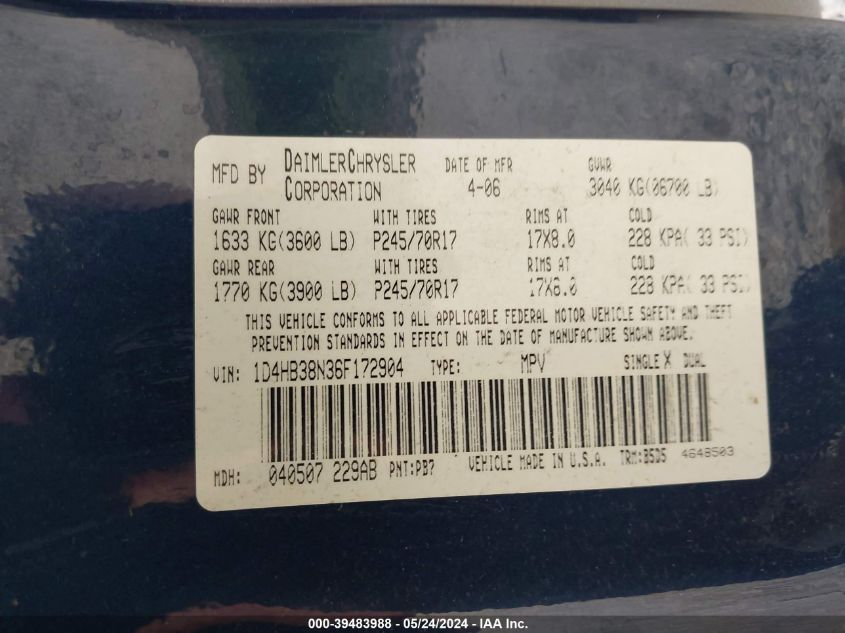 MFD BY DAIMLERCHRYSLER CORPORATION DATE OF MFR 4-06 GVWR 3040 KG(06700 LB)
GAWR FRONT WITH TIRES RIMS AT COLD
1633 KG(3600 LB) P245/70R17 17X8.0 228 KPA( 33 PSI)
GAWR REAR WITH TIRES RIMS AT COLD
1770 KG(3900 LB) P245/70R17 17X8.0 228 KPA( 33 PSI)
THIS VEHICLE CONFORMS TO ALL APPLICABLE FEDERAL MOTOR VEHICLE SAFETY AND THEFT
PREVENTION STANDARDS IN EFFECT ON THE DATE OF MANUFACTURE SHOWN ABOVE.
VIN: 1D4HB38N36F172904 TYPE: MPV SINGLE X DUAL
MDH: 040507 229AB PNT:PB7 VEHICLE MADE IN U.S.A. TRM:B5D5 4648503
000-39483988 - 05/24/2024 - IAA Inc.